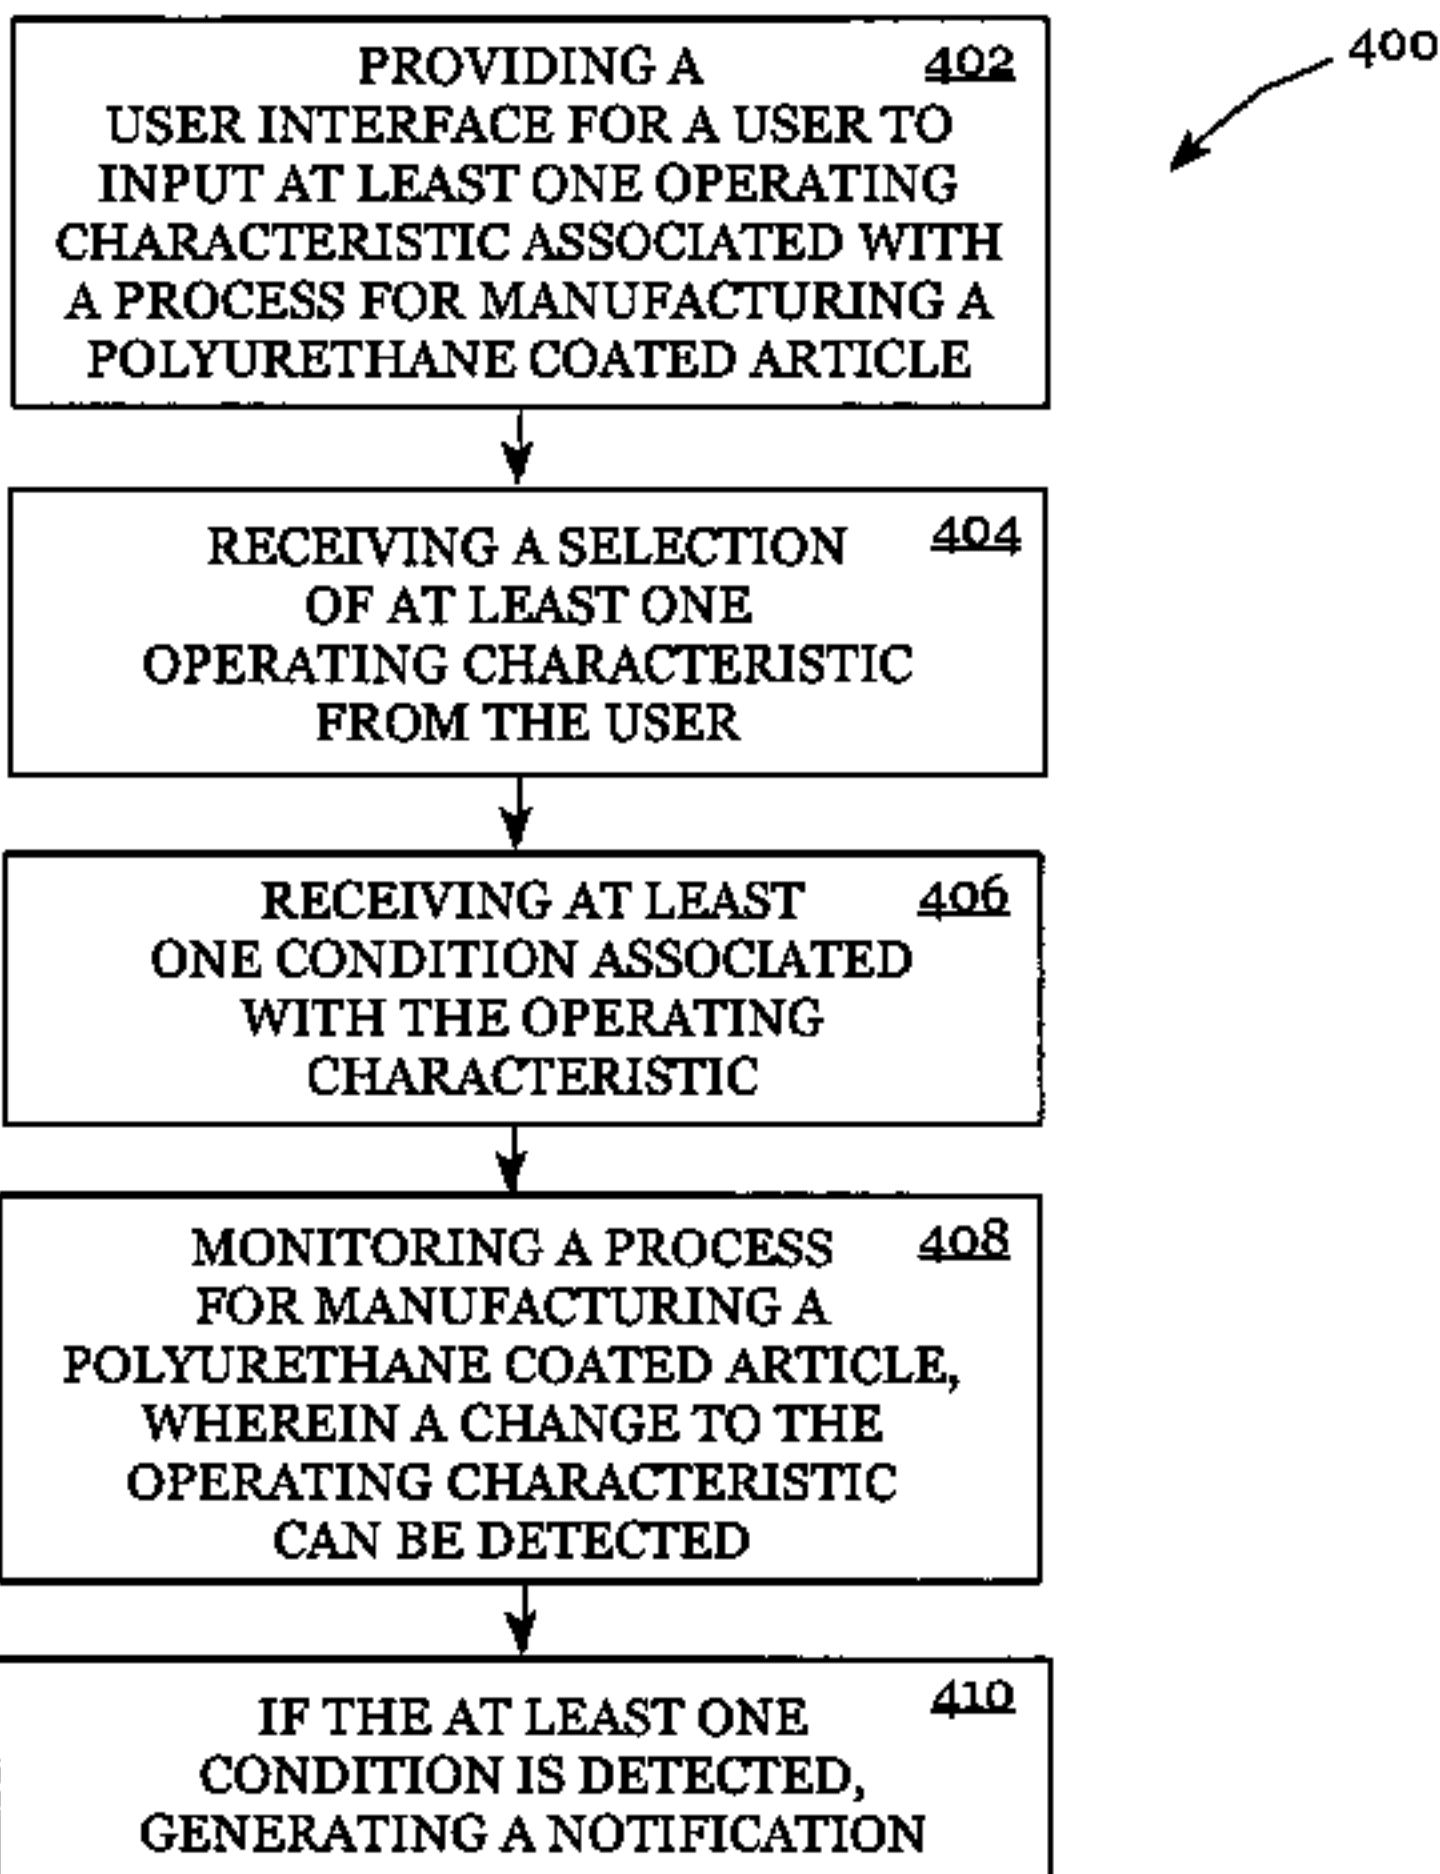 400
PROVIDING A 402
USER INTERFACE FOR A USER TO
INPUT AT LEAST ONE OPERATING
CHARACTERISTIC ASSOCIATED WITH
A PROCESS FOR MANUFACTURING A
POLYURETHANE COATED ARTICLE
RECEIVING A SELECTION 404
OF AT LEAST ONE
OPERATING CHARACTERISTIC
FROM THE USER
RECEIVING AT LEAST 406
ONE CONDITION ASSOCIATED
WITH THE OPERATING
CHARACTERISTIC
MONITORING A PROCESS 408
FOR MANUFACTURING A
POLYURETHANE COATED ARTICLE,
WHEREIN A CHANGE TO THE
OPERATING CHARACTERISTIC
CAN BE DETECTED
IF THE AT LEAST ONE 410
CONDITION IS DETECTED,
GENERATING A NOTIFICATION